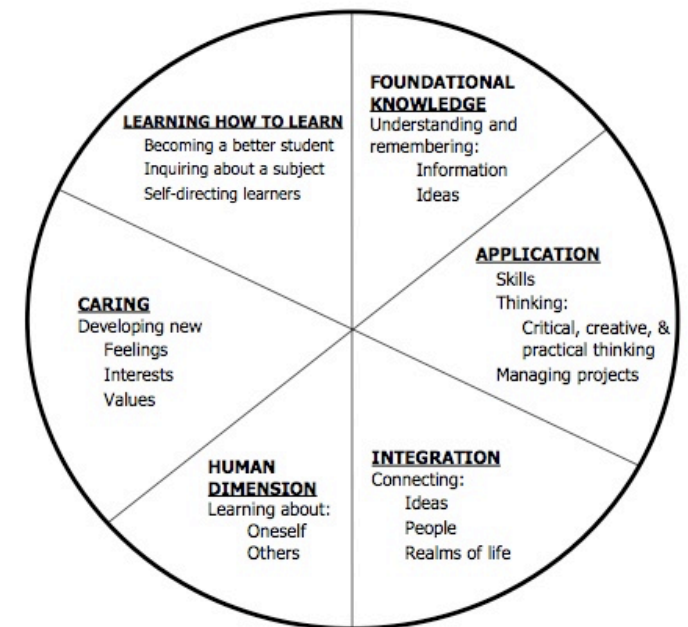 FOUNDATIONAL
KNOWLEDGE
Understanding and
remembering:
Information
Ideas
APPLICATION
Skills
Thinking:
Critical, creative, &
practical thinking
Managing projects
INTEGRATION
Connecting:
Ideas
People
Realms of life
HUMAN
DIMENSION
Learning about:
Oneself
Others
CARING
Developing new
Feelings
Interests
Values
LEARNING HOW TO LEARN
Becoming a better student
Inquiring about a subject
Self-directing learners